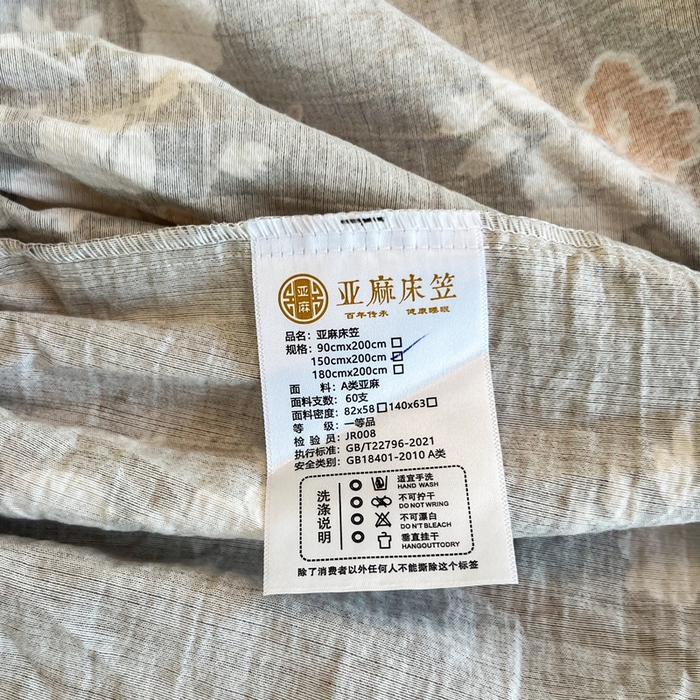 亚麻
亚麻床笠
百年传承 健康睡眠
品名：亚麻床笠
规格：90cmx200cm
150cmx200cm
180cmx200cm
面 料：A类亚麻
面料支数：60支
面料密度：82x58 140x63
等 级：一等品
检 验 员：JR008
执行标准：GB/T22796-2021
安全类别：GB18401-2010 A类
洗涤说明
适宜手洗
HAND WASH
不可拧干
DO NOT WRING
不可漂白
DO N'T BLEACH
垂直挂干
HANGOUTTODRY
除了消费者以外任何人不能撕除这个标签